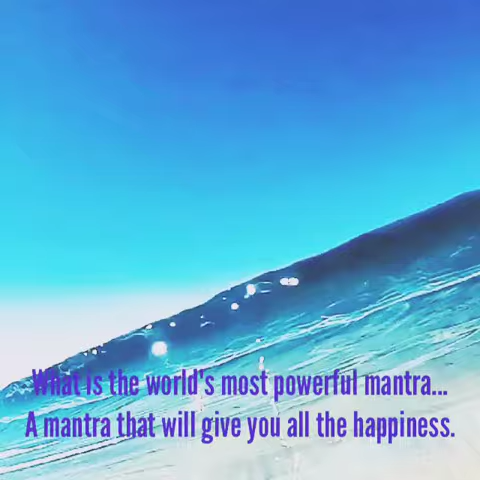 What is the world's most powerful mantra...
A mantra that will give you all the happiness.